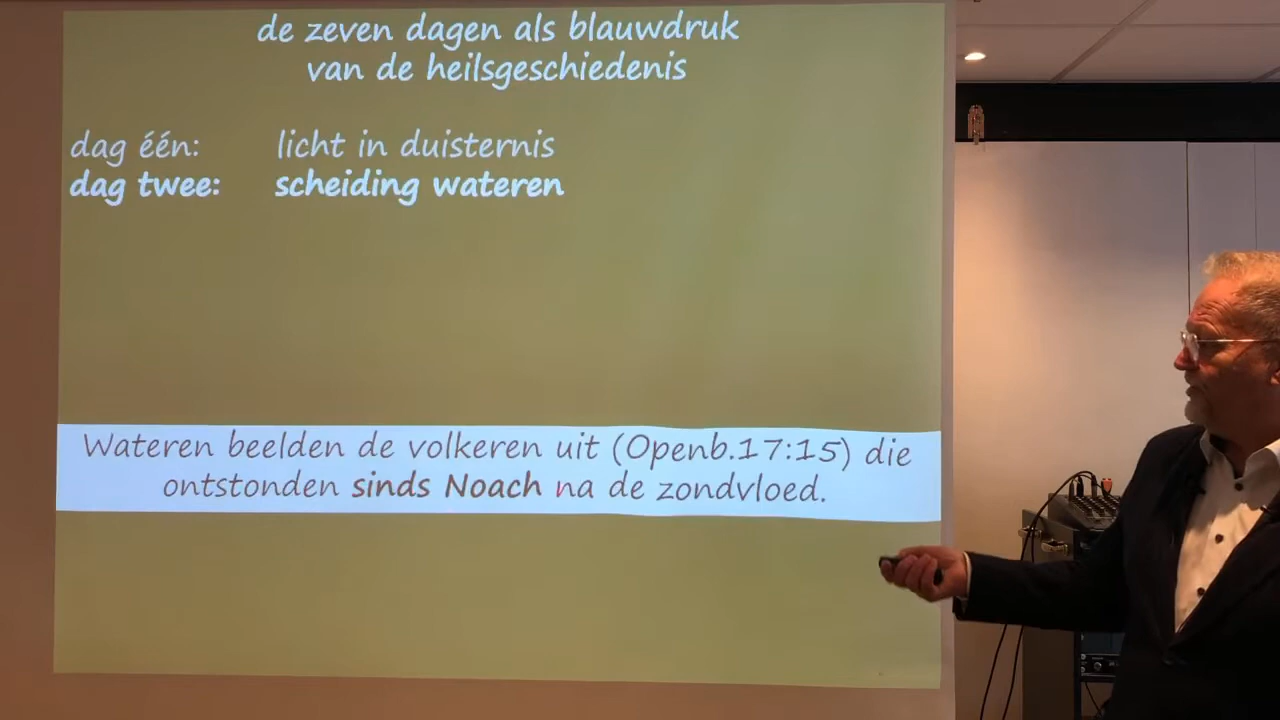 de zeven dagen als blauwdruk
van de heilsgeschiedenis
dag één: licht in duisternis
dag twee: scheiding wateren
Wateren beelden de volkeren uit (Openb.17:15) die
ontstonden sinds Noach na de zondvloed.